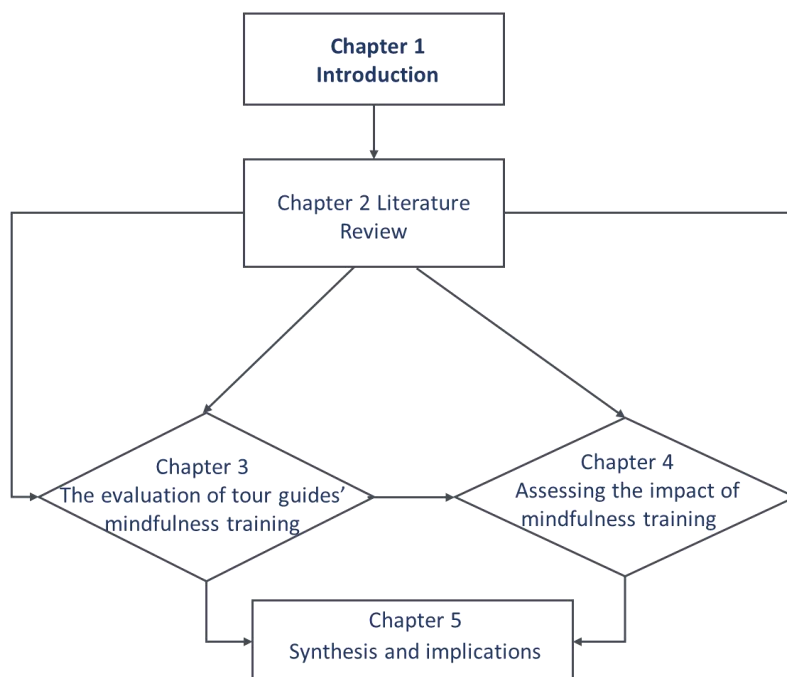 Chapter 1
Introduction
Chapter 2 Literature
Review
Chapter 3
The evaluation of tour guides’
mindfulness training
Chapter 4
Assessing the impact of
mindfulness training
Chapter 5
Synthesis and implications